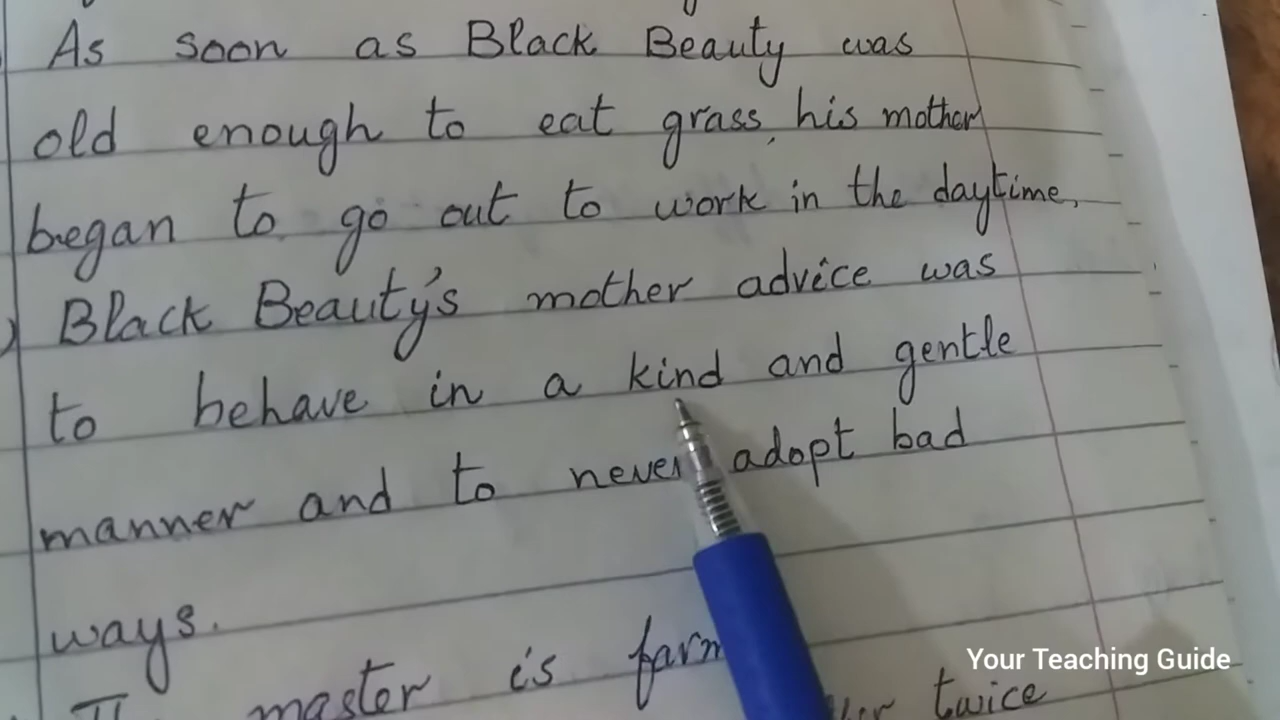 As soon as Black Beauty was
old enough to eat grass, his mother
began to go out to work in the daytime.
) Black Beauty's mother advice was
to behave in a kind and gentle
manner and to never adopt bad
ways.
master is twice
Your Teaching Guide